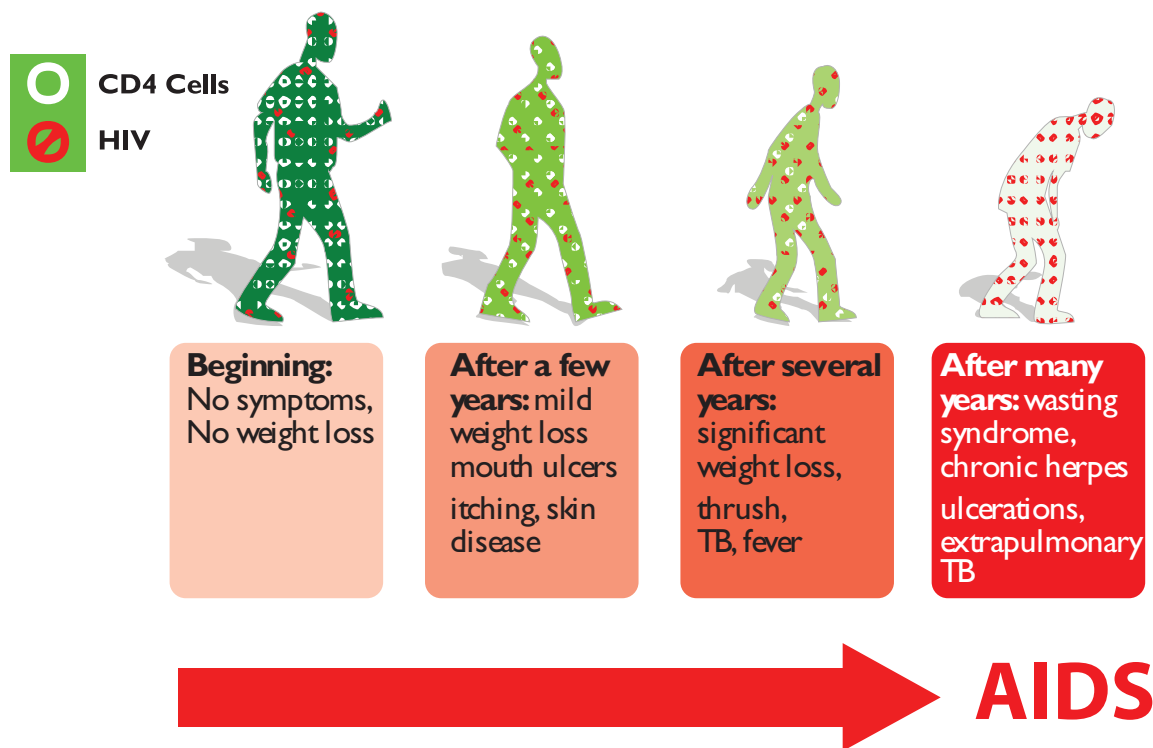 CD4 Cells
HIV
Beginning:
No symptoms,
No weight loss
After a few
years: mild
weight loss
mouth ulcers
itching, skin
disease
After several
years:
significant
weight loss,
thrush,
TB, fever
After many
years: wasting
syndrome,
chronic herpes
ulcerations,
extrapulmonary
TB
AIDS